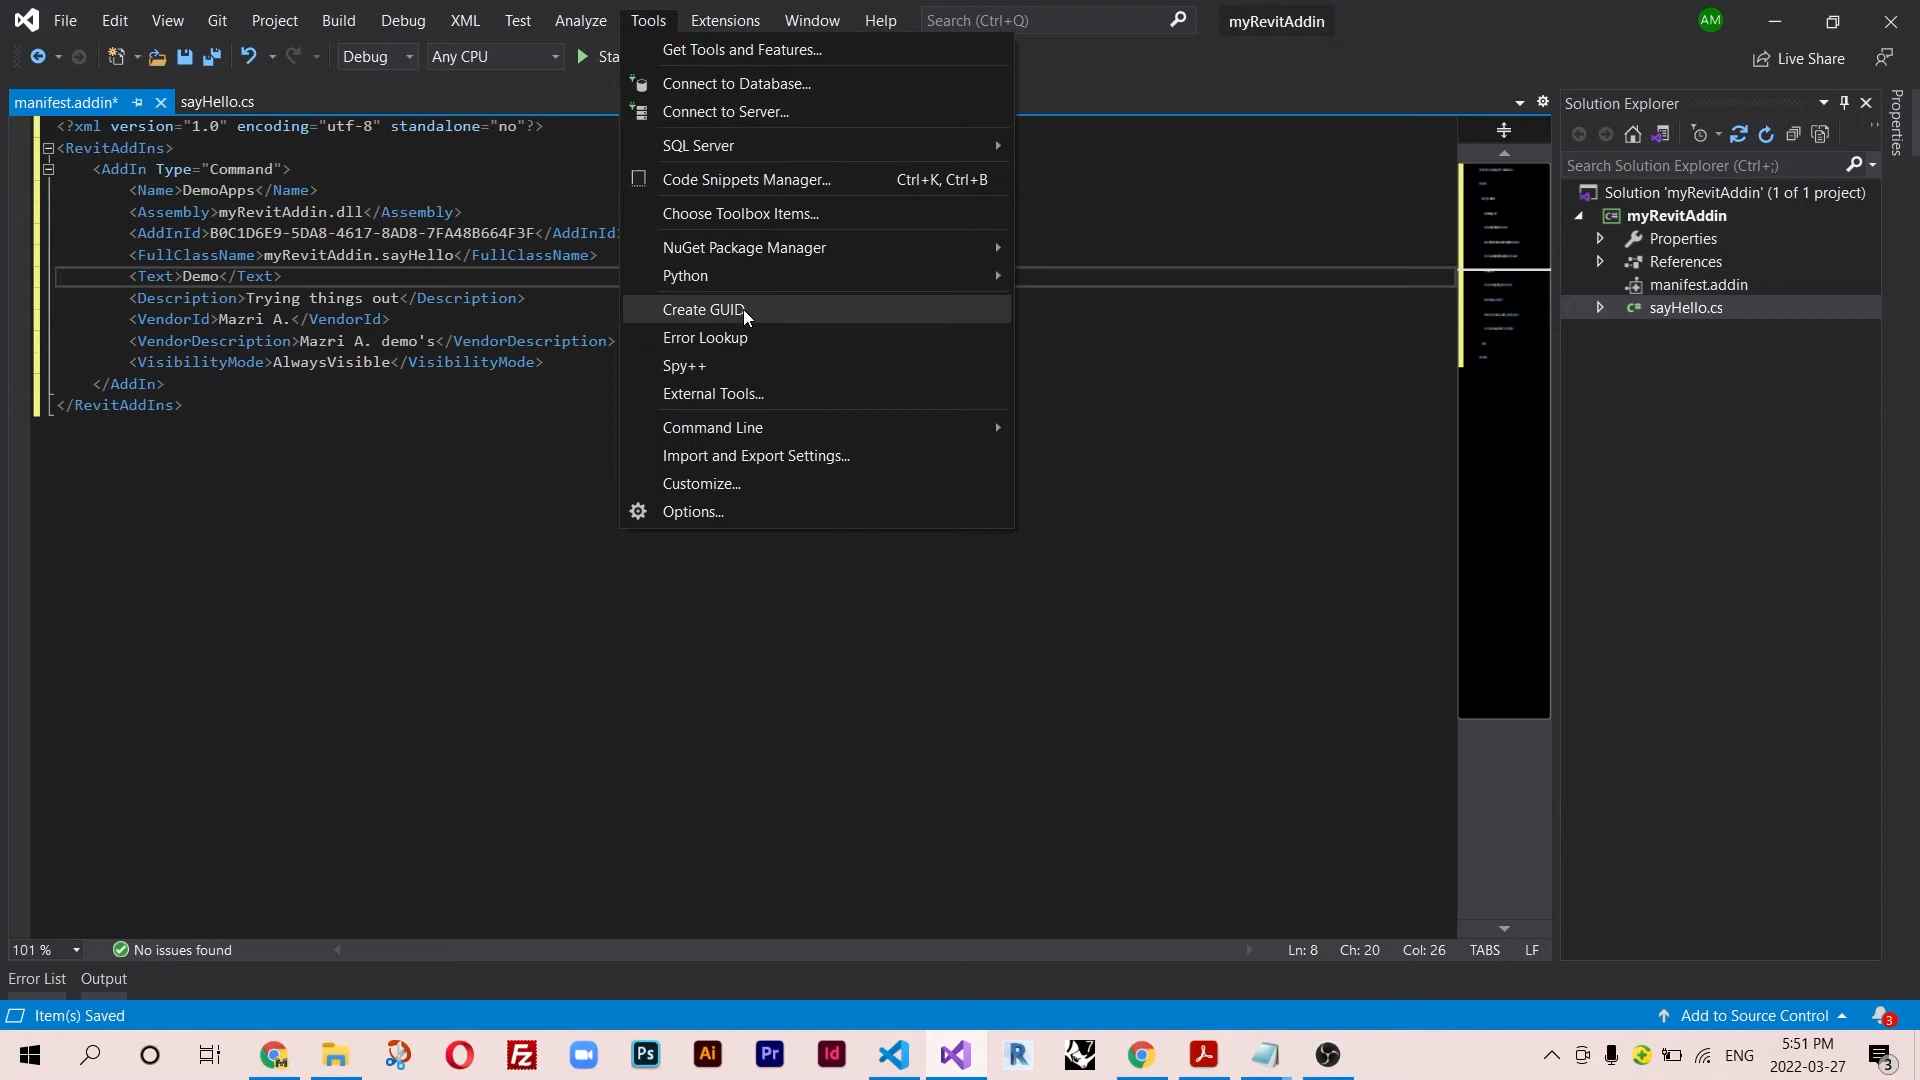 File Edit View Git Project Build Debug XML Test Analyze Tools Extensions Window Help Search (Ctrl+Q) myRevitAddin AM
Debug Any CPU Sta Live Share
manifest.addin* sayHello.cs
<?xml version="1.0" encoding="utf-8" standalone="no"?>
<RevitAddIns>
<AddIn Type="Command">
<Name>DemoApps</Name>
<Assembly>myRevitAddin.dll</Assembly>
<AddInId>B0C1D6E9-5DA8-4617-8AD8-7FA48B664F3F</AddInId>
<FullClassName>myRevitAddin.sayHello</FullClassName>
<Text>Demo</Text>
<Description>Trying things out</Description>
<VendorId>Mazri A.</VendorId>
<VendorDescription>Mazri A. demo's</VendorDescription>
<VisibilityMode>AlwaysVisible</VisibilityMode>
</AddIn>
</RevitAddIns>
Get Tools and Features...
Connect to Database...
Connect to Server...
SQL Server
Code Snippets Manager... Ctrl+K, Ctrl+B
Choose Toolbox Items...
NuGet Package Manager
Python
Create GUID
Error Lookup
Spy++
External Tools...
Command Line
Import and Export Settings...
Customize...
Options...
Solution Explorer
Search Solution Explorer (Ctrl+;)
Solution 'myRevitAddin' (1 of 1 project)
C# myRevitAddin
Properties
References
manifest.addin
C# sayHello.cs
Properties
101 % No issues found Ln: 8 Ch: 20 Col: 26 TABS LF
Error List Output
Item(s) Saved Add to Source Control 3
Fz Ps Ai Pr Id R ENG 5:51 PM
2022-03-27 3